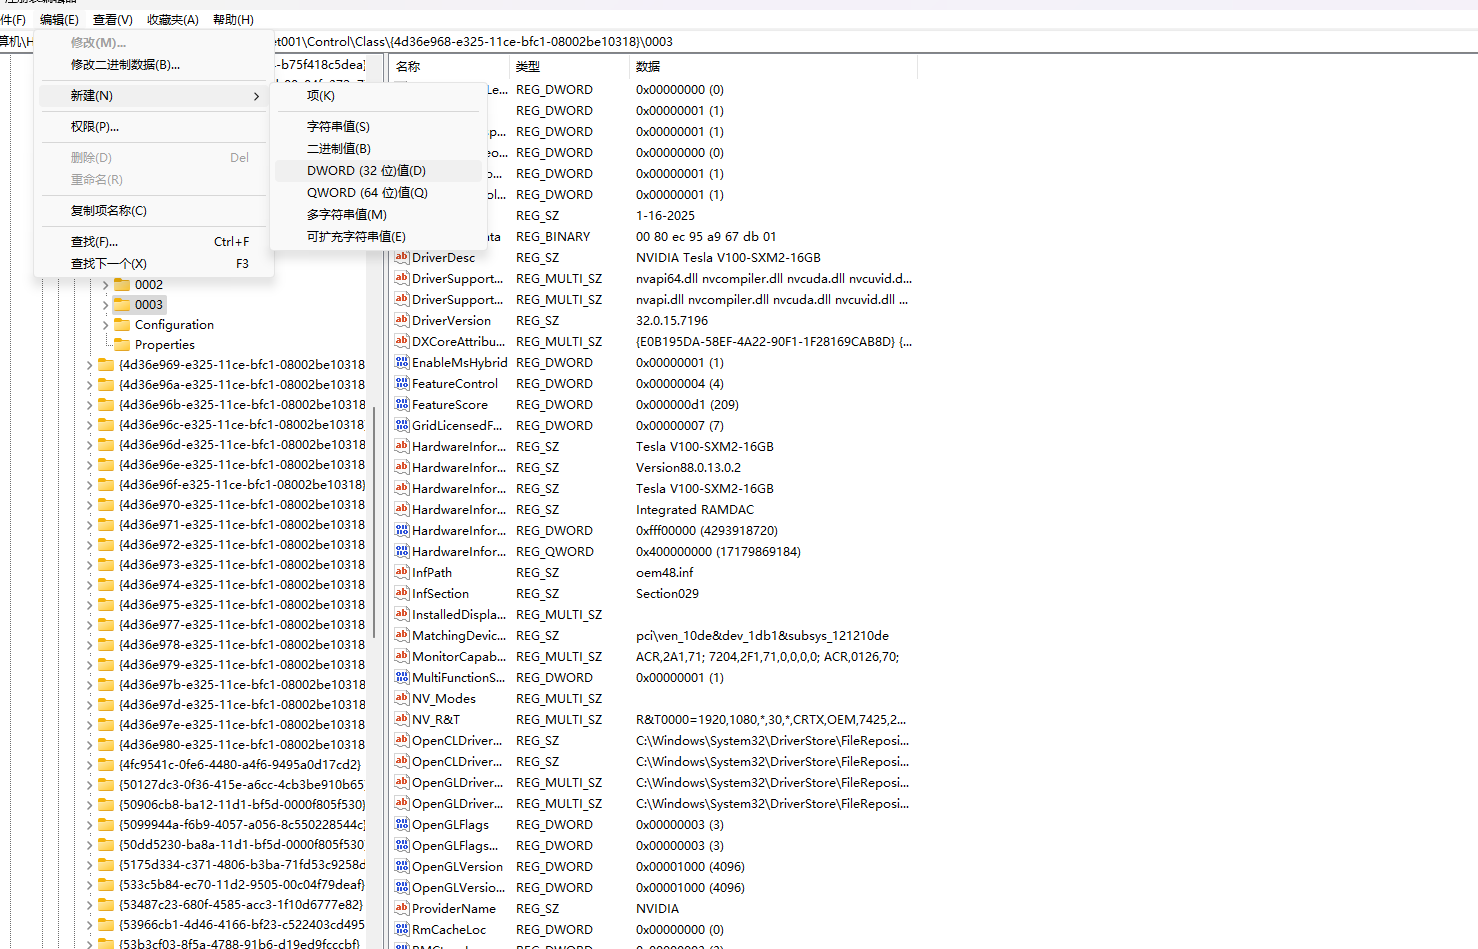 件(F) 编辑(E) 查看(V) 收藏夹(A) 帮助(H)
et001\Control\Class\{4d36e968-e325-11ce-bfc1-08002be10318}\0003
修改(M)...
修改二进制数据(B)...
新建(N)
权限(P)...
删除(D) Del
重命名(R)
复制项名称(C)
查找(F)... Ctrl+F
查找下一个(X) F3
项(K)
字符串值(S)
二进制值(B)
DWORD (32 位)值(D)
QWORD (64 位)值(Q)
多字符串值(M)
可扩充字符串值(E)
-b75f418c5dea}
0002
0003
Configuration
Properties
{4d36e969-e325-11ce-bfc1-08002be10318
{4d36e96a-e325-11ce-bfc1-08002be10318
{4d36e96b-e325-11ce-bfc1-08002be10318
{4d36e96c-e325-11ce-bfc1-08002be10318}
{4d36e96d-e325-11ce-bfc1-08002be10318
{4d36e96e-e325-11ce-bfc1-08002be10318
{4d36e96f-e325-11ce-bfc1-08002be10318}
{4d36e970-e325-11ce-bfc1-08002be10318
{4d36e971-e325-11ce-bfc1-08002be10318
{4d36e972-e325-11ce-bfc1-08002be10318
{4d36e973-e325-11ce-bfc1-08002be10318
{4d36e974-e325-11ce-bfc1-08002be10318
{4d36e975-e325-11ce-bfc1-08002be10318
{4d36e977-e325-11ce-bfc1-08002be10318
{4d36e978-e325-11ce-bfc1-08002be10318
{4d36e979-e325-11ce-bfc1-08002be10318
{4d36e97b-e325-11ce-bfc1-08002be10318
{4d36e97d-e325-11ce-bfc1-08002be10318
{4d36e97e-e325-11ce-bfc1-08002be10318
{4d36e980-e325-11ce-bfc1-08002be10318
{4fc9541c-0fe6-4480-a4f6-9495a0d17cd2}
{50127dc3-0f36-415e-a6cc-4cb3be910b65}
{50906cb8-ba12-11d1-bf5d-0000f805f530}
{5099944a-f6b9-4057-a056-8c550228544c}
{50dd5230-ba8a-11d1-bf5d-0000f805f530}
{5175d334-c371-4806-b3ba-71fd53c9258d
{533c5b84-ec70-11d2-9505-00c04f79deaf}
{53487c23-680f-4585-acc3-1f10d6777e82}
{53966cb1-4d46-4166-bf23-c522403cd495
{53b3cf03-8f5a-4788-91b6-d19ed9fcccbf}
名称 类型 数据
Le... REG_DWORD 0x00000000 (0)
REG_DWORD 0x00000001 (1)
p... REG_DWORD 0x00000001 (1)
eo... REG_DWORD 0x00000000 (0)
o... REG_DWORD 0x00000001 (1)
ol... REG_DWORD 0x00000001 (1)
REG_SZ 1-16-2025
ata REG_BINARY 00 80 ec 95 a9 67 db 01
DriverDesc REG_SZ NVIDIA Tesla V100-SXM2-16GB
DriverSupport... REG_MULTI_SZ nvapi64.dll nvcompiler.dll nvcuda.dll nvcuvid.d...
DriverSupport... REG_MULTI_SZ nvapi.dll nvcompiler.dll nvcuda.dll nvcuvid.dll ...
DriverVersion REG_SZ 32.0.15.7196
DXCoreAttribu... REG_MULTI_SZ {E0B195DA-58EF-4A22-90F1-1F28169CAB8D} {...
EnableMsHybrid REG_DWORD 0x00000001 (1)
FeatureControl REG_DWORD 0x00000004 (4)
FeatureScore REG_DWORD 0x000000d1 (209)
GridLicensedF... REG_DWORD 0x00000007 (7)
HardwareInfor... REG_SZ Tesla V100-SXM2-16GB
HardwareInfor... REG_SZ Version88.0.13.0.2
HardwareInfor... REG_SZ Tesla V100-SXM2-16GB
HardwareInfor... REG_SZ Integrated RAMDAC
HardwareInfor... REG_DWORD 0xfff00000 (4293918720)
HardwareInfor... REG_QWORD 0x400000000 (17179869184)
InfPath REG_SZ oem48.inf
InfSection REG_SZ Section029
InstalledDispla... REG_MULTI_SZ
MatchingDevic... REG_SZ pci\ven_10de&dev_1db1&subsys_121210de
MonitorCapab... REG_MULTI_SZ ACR,2A1,71; 7204,2F1,71,0,0,0,0; ACR,0126,70;
MultiFunctionS... REG_DWORD 0x00000001 (1)
NV_Modes REG_MULTI_SZ
NV_R&T REG_MULTI_SZ R&T0000=1920,1080,*,30,*,CRTX,OEM,7425,2...
OpenCLDriver... REG_SZ C:\Windows\System32\DriverStore\FileReposi...
OpenCLDriver... REG_SZ C:\Windows\System32\DriverStore\FileReposi...
OpenGLDriver... REG_MULTI_SZ C:\Windows\System32\DriverStore\FileReposi...
OpenGLDriver... REG_MULTI_SZ C:\Windows\System32\DriverStore\FileReposi...
OpenGLFlags REG_DWORD 0x00000003 (3)
OpenGLFlags... REG_DWORD 0x00000003 (3)
OpenGLVersion REG_DWORD 0x00001000 (4096)
OpenGLVersio... REG_DWORD 0x00001000 (4096)
ProviderName REG_SZ NVIDIA
RmCacheLoc REG_DWORD 0x00000000 (0)